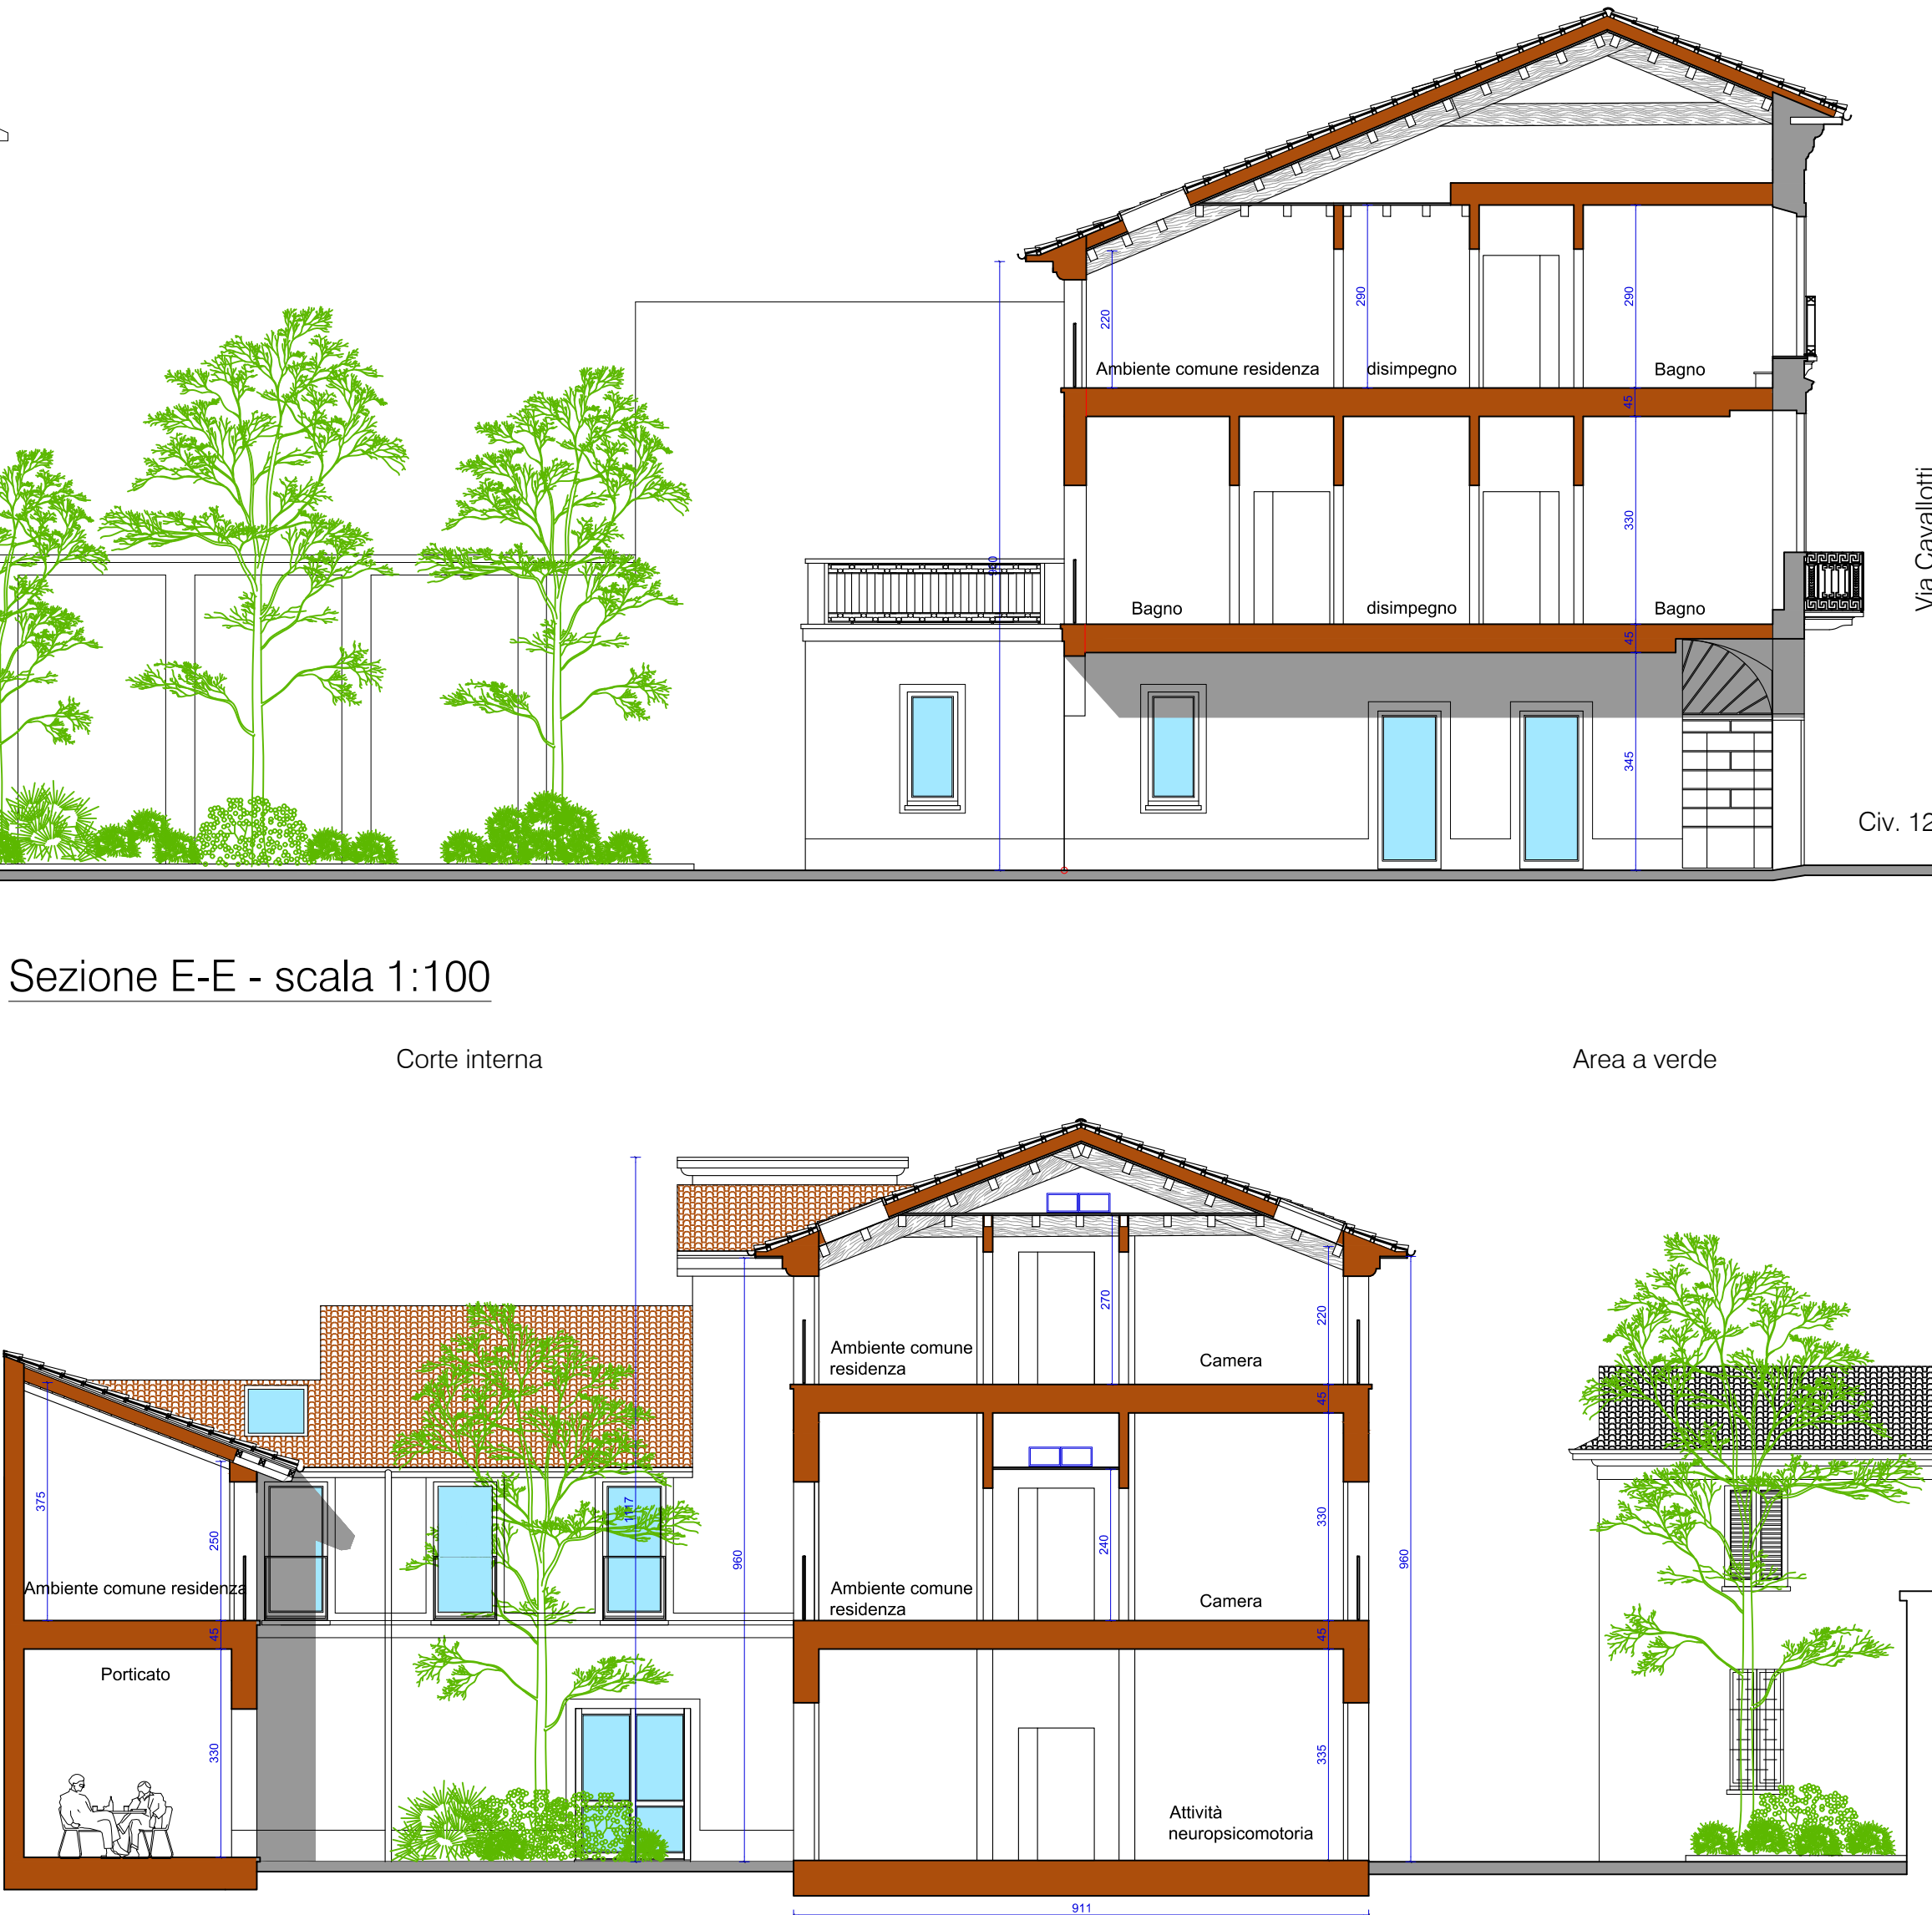 290
290
220
Ambiente comune residenza
disimpegno
Bagno
45
Via Cavallotti
330
Bagno
disimpegno
Bagno
45
345
Civ. 12
Sezione E-E - scala 1:100
Corte interna
Area a verde
270
220
Ambiente comune
residenza
Camera
45
375
250
1117
960
240
330
960
Ambiente comune residenza
Ambiente comune
residenza
Camera
45
45
Porticato
330
335
Attività
neuropsicomotoria
911